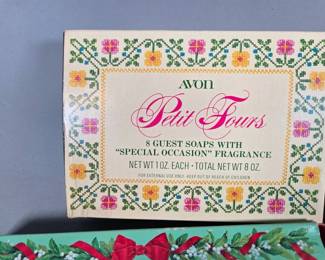 AVON
Petit Fours
8 GUEST SOAPS WITH
"SPECIAL OCCASION" FRAGRANCE
NET WT 1 OZ. EACH • TOTAL NET WT 8 OZ.
FOR EXTERNAL USE ONLY. KEEP OUT OF REACH OF CHILDREN